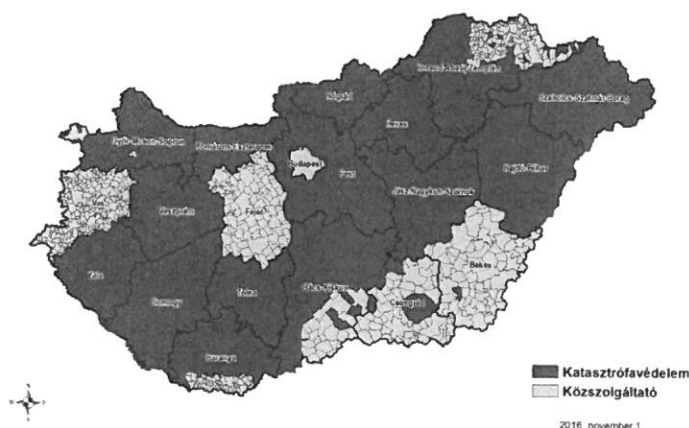 Borsod-Abaúj-Zemplén
Szabolcs-Szatmár-Bereg
Nógrád
Heves
Győr-Moson-Sopron
Komárom-Esztergom
Budapest
Pest
Hajdú-Bihar
Jász-Nagykun-Szolnok
Vas
Veszprém
Fejér
Békés
Zala
Tolna
Bács-Kiskun
Csongrád
Somogy
Baranya
Katasztrófavédelem
Közszolgáltató
2016. november 1.